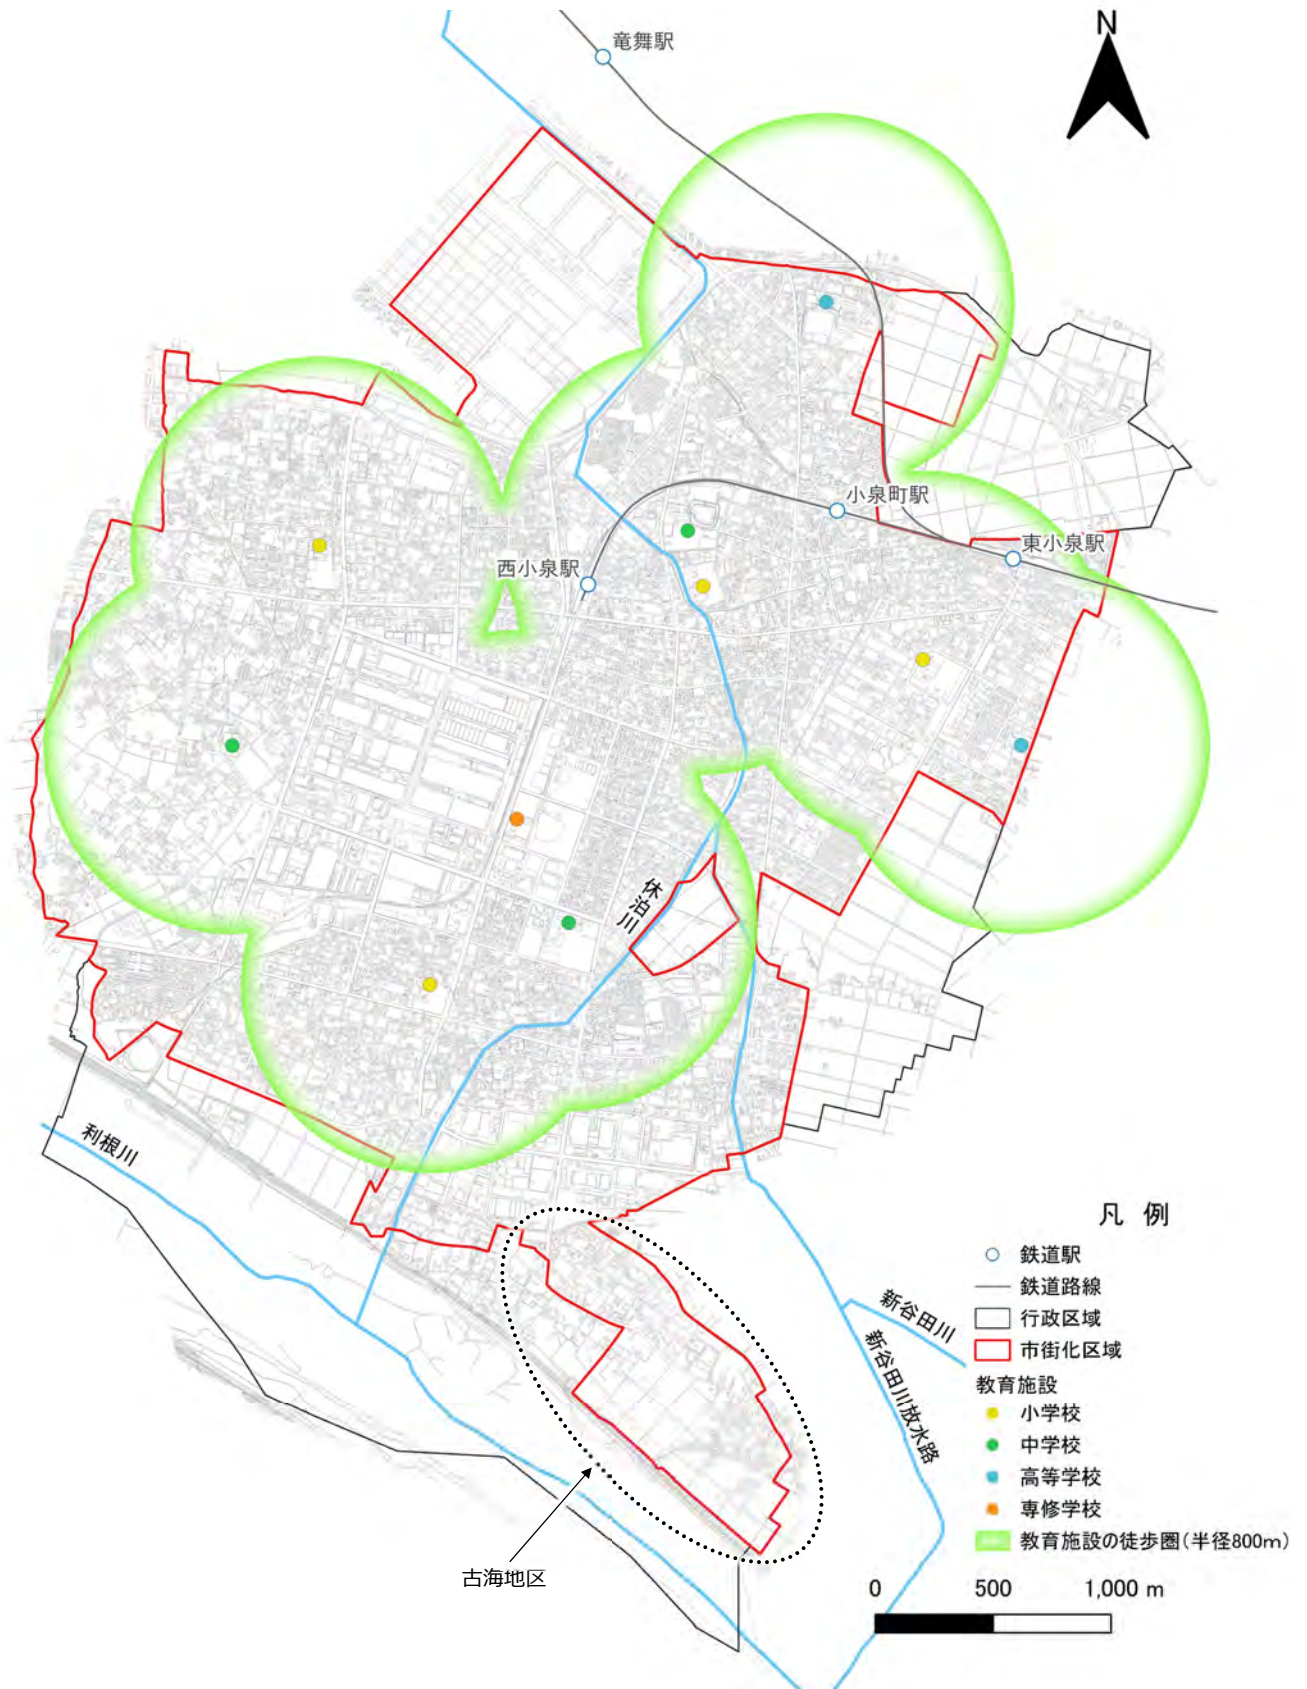 N
竜舞駅
小泉町駅
東小泉駅
西小泉駅
休泊川
利根川
新谷田川
新谷田川放水路
古海地区
凡 例
鉄道駅
鉄道路線
行政区域
市街化区域
教育施設
小学校
中学校
高等学校
専修学校
教育施設の徒歩圏(半径800m)
0 500 1,000 m